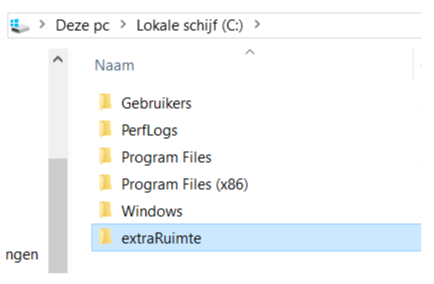 Deze pc > Lokale schijf (C:) >
Naam
Gebruikers
PerfLogs
Program Files
Program Files (x86)
Windows
extraRuimte
ngen